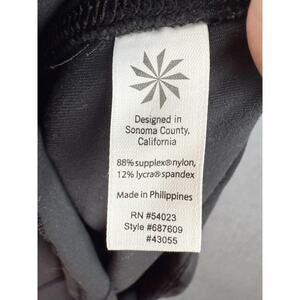 Designed in
Sonoma County,
California
88% supplex®nylon,
12% lycra®spandex
Made in Philippines
RN #54023
Style #687609
#43055